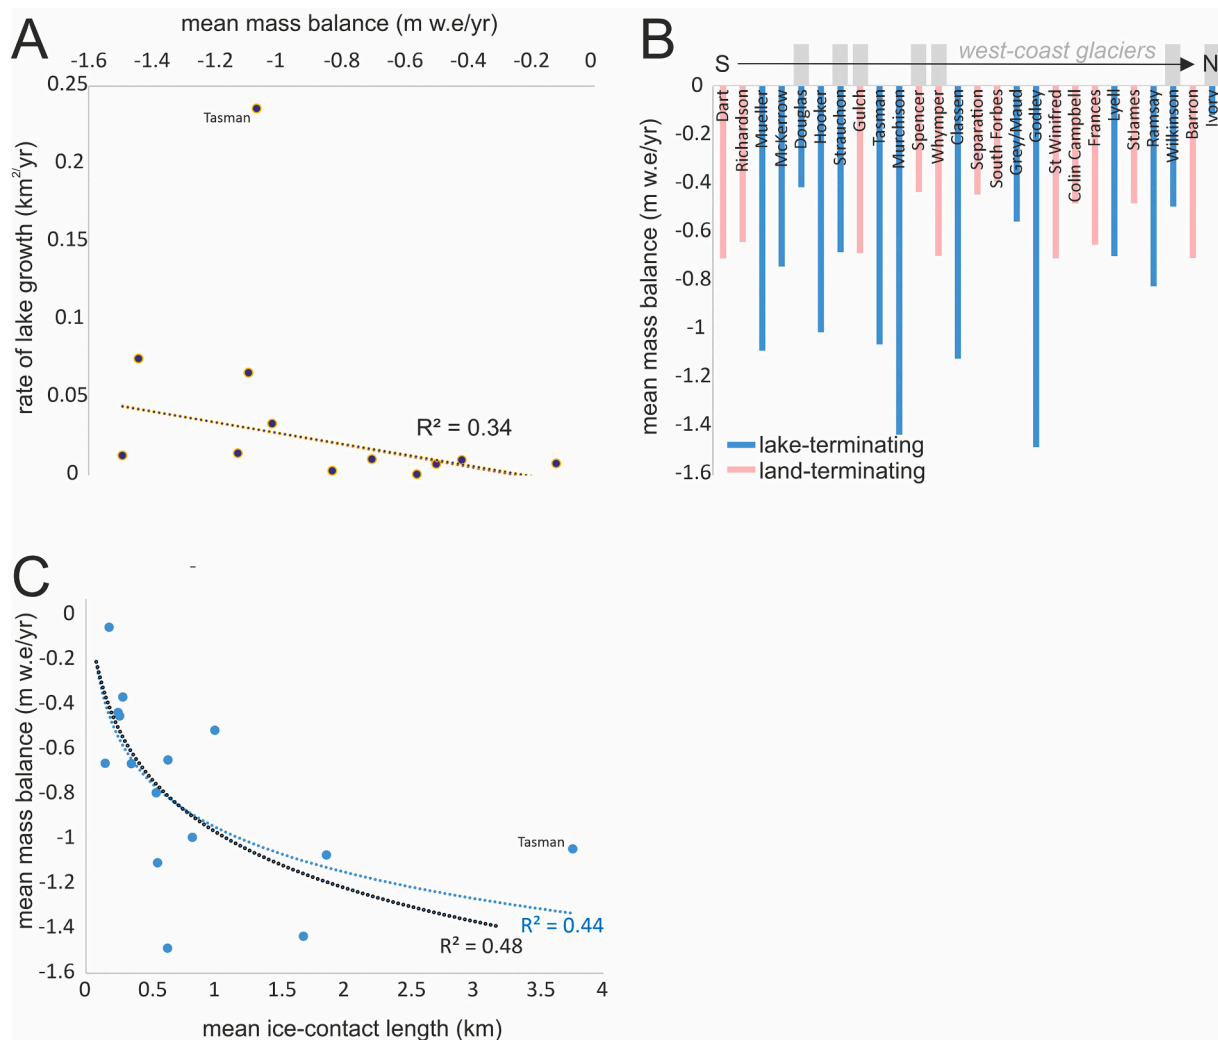 A
mean mass balance (m w.e/yr)
-1.6 -1.4 -1.2 -1 -0.8 -0.6 -0.4 -0.2 0
rate of lake growth (km²/yr)
0.25
0.2
0.15
0.1
0.05
0
Tasman
R² = 0.34
B
west-coast glaciers
S N
mean mass balance (m w.e/yr)
0
-0.2
-0.4
-0.6
-0.8
-1
-1.2
-1.4
-1.6
Dart
Richardson
Mueller
McKerrow
Douglas
Hooker
Strauchon
Gulch
Tasman
Murchison
Spencer
Whymper
Classen
Separation
South Forbes
Grey/Maud
Godley
St Winifred
Colin Campbell
Frances
Lyell
StJames
Ramsay
Wilkinson
Barron
Ivory
lake-terminating
land-terminating
C
-
mean mass balance (m w.e/yr)
0
-0.2
-0.4
-0.6
-0.8
-1
-1.2
-1.4
-1.6
Tasman
R² = 0.44
R² = 0.48
0 0.5 1 1.5 2 2.5 3 3.5 4
mean ice-contact length (km)